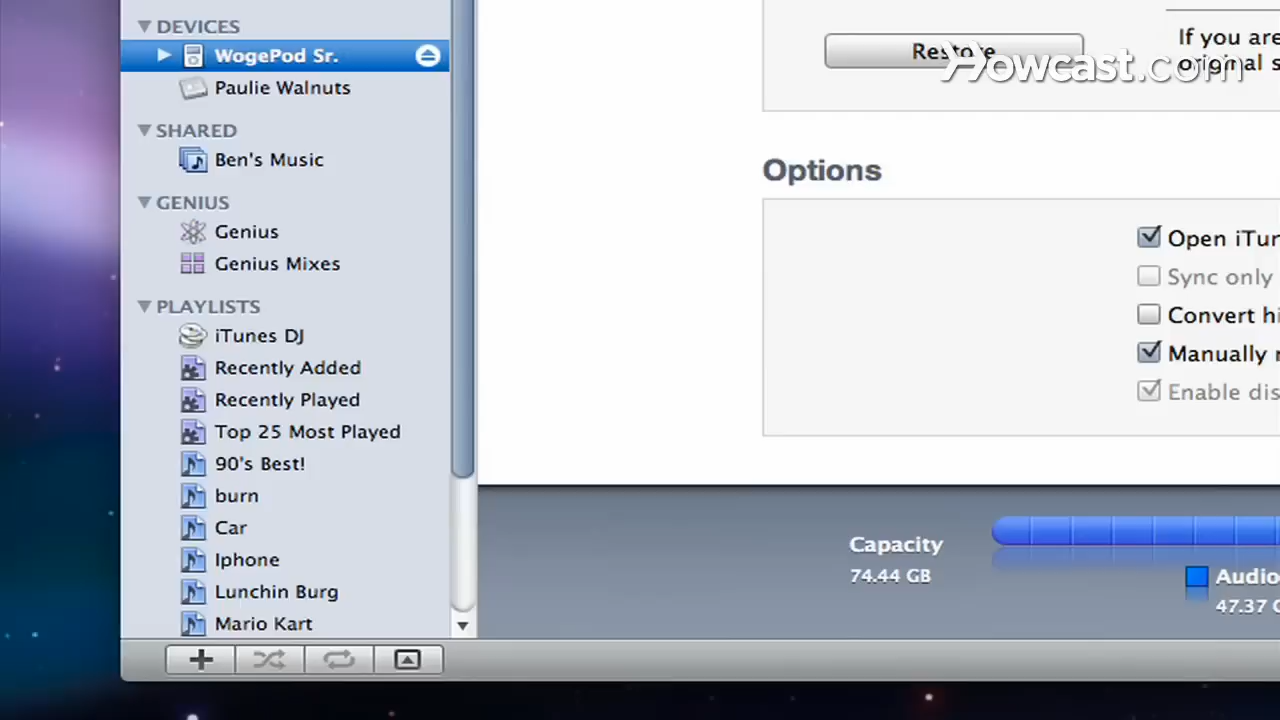 DEVICES
WogePod Sr.
Paulie Walnuts
SHARED
Ben's Music
GENIUS
Genius
Genius Mixes
PLAYLISTS
iTunes DJ
Recently Added
Recently Played
Top 25 Most Played
90's Best!
burn
Car
Iphone
Lunchin Burg
Mario Kart
Restore
If you are
original s
Howcast.com
Options
Open iTun
Sync only
Convert hi
Manually
Enable dis
Capacity
74.44 GB
Audio
47.37